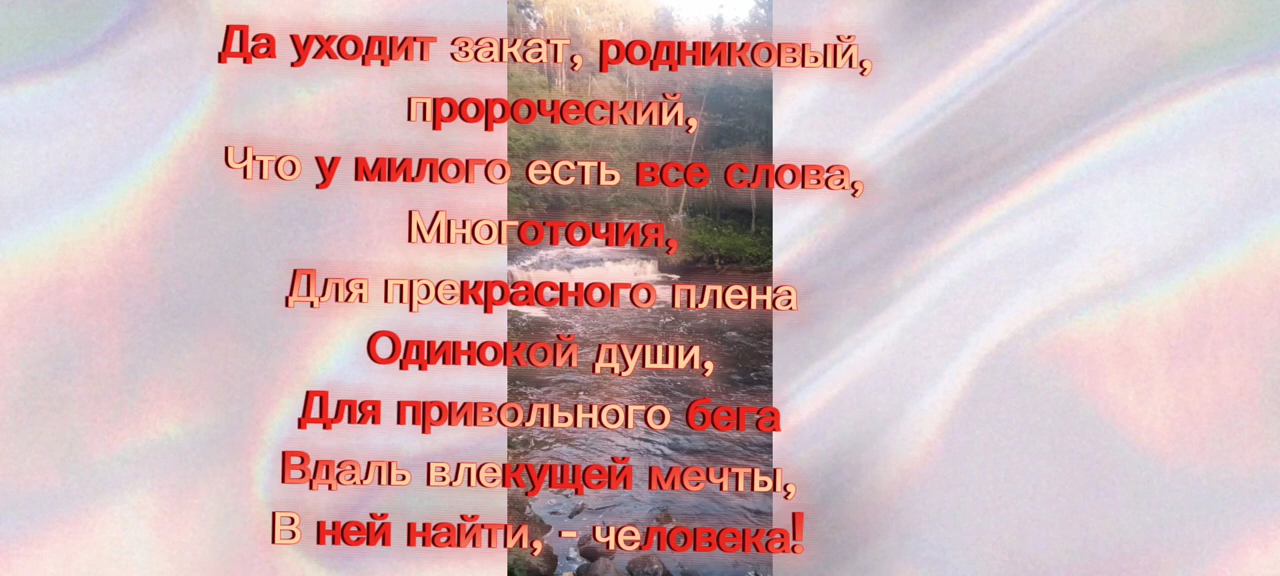 Да уходит закат, родниковый,
пророческий,
Что у милого есть все слова,
Многоточия,
Для прекрасного плена
Одинокой души,
Для привольного бега
Вдаль влекущей мечты,
В ней найти, - человека!